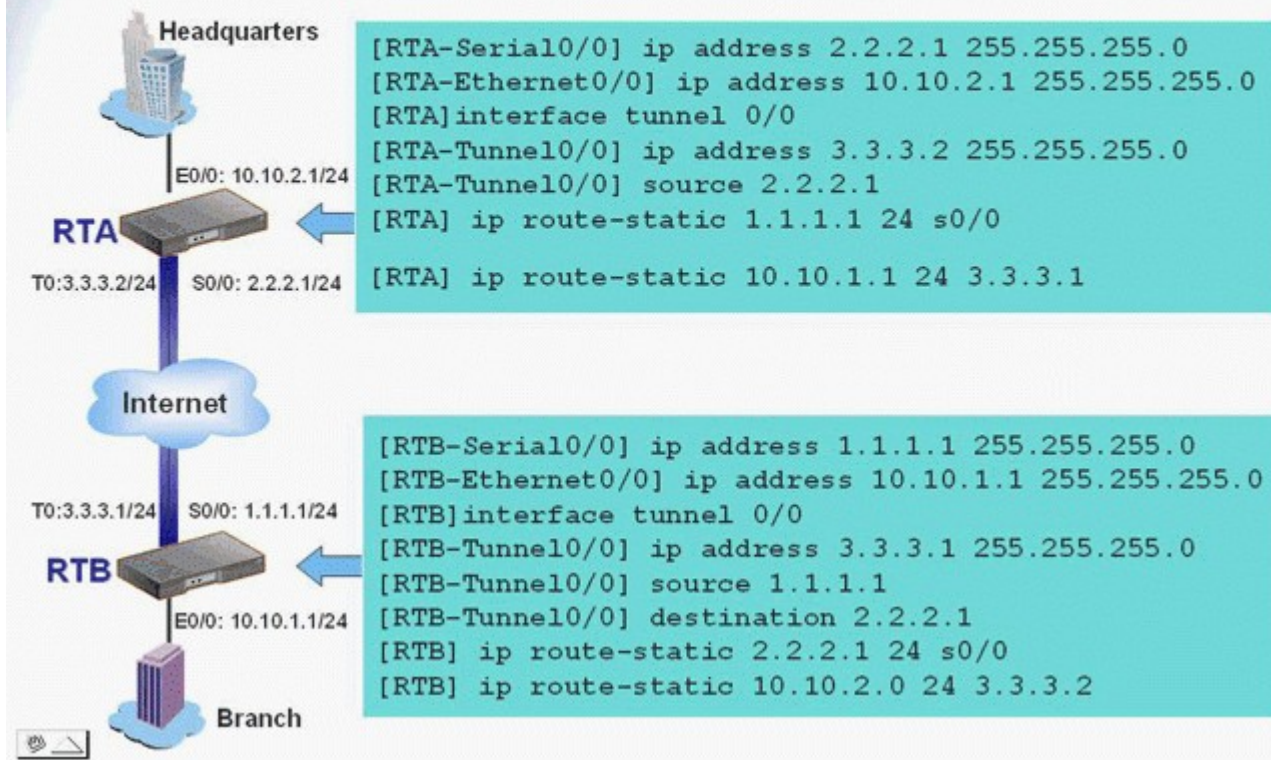 Headquarters
E0/0: 10.10.2.1/24
RTA
T0:3.3.3.2/24 S0/0: 2.2.2.1/24
[RTA-Serial0/0] ip address 2.2.2.1 255.255.255.0
[RTA-Ethernet0/0] ip address 10.10.2.1 255.255.255.0
[RTA]interface tunnel 0/0
[RTA-Tunnel0/0] ip address 3.3.3.2 255.255.255.0
[RTA-Tunnel0/0] source 2.2.2.1
[RTA] ip route-static 1.1.1.1 24 s0/0
[RTA] ip route-static 10.10.1.1 24 3.3.3.1
Internet
T0:3.3.3.1/24 S0/0: 1.1.1.1/24
RTB
E0/0: 10.10.1.1/24
Branch
[RTB-Serial0/0] ip address 1.1.1.1 255.255.255.0
[RTB-Ethernet0/0] ip address 10.10.1.1 255.255.255.0
[RTB]interface tunnel 0/0
[RTB-Tunnel0/0] ip address 3.3.3.1 255.255.255.0
[RTB-Tunnel0/0] source 1.1.1.1
[RTB-Tunnel0/0] destination 2.2.2.1
[RTB] ip route-static 2.2.2.1 24 s0/0
[RTB] ip route-static 10.10.2.0 24 3.3.3.2